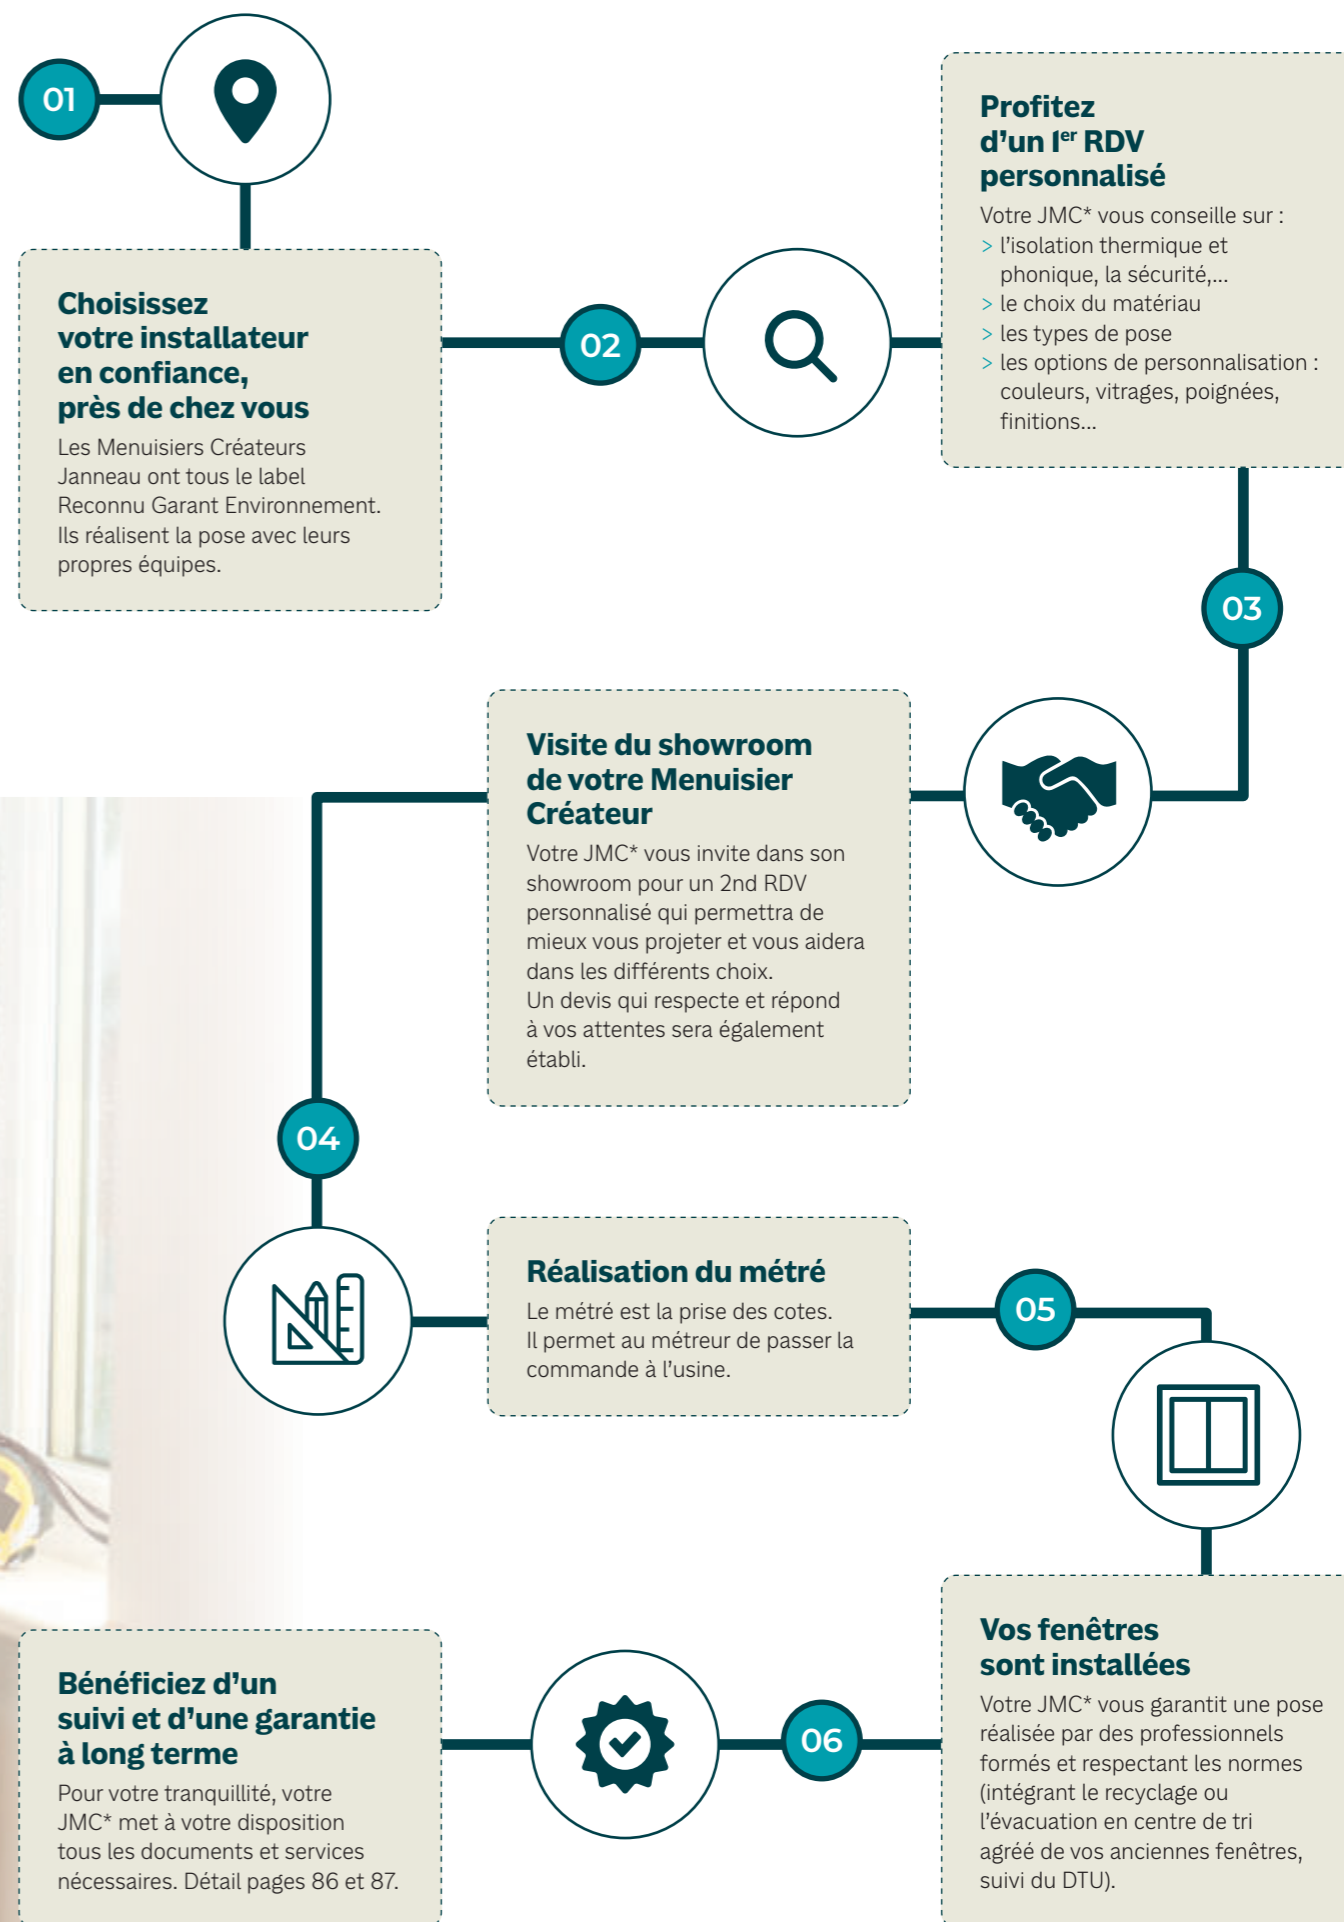 01
Choisissez
votre installateur
en confiance,
près de chez vous
Les Menuisiers Créateurs
Janneau ont tous le label
Reconnu Garant Environnement.
Ils réalisent la pose avec leurs
propres équipes.
02
Profitez
d'un 1er RDV
personnalisé
Votre JMC* vous conseille sur :
> l'isolation thermique et
phonique, la sécurité,...
> le choix du matériau
> les types de pose
> les options de personnalisation :
couleurs, vitrages, poignées,
finitions...
03
Visite du showroom
de votre Menuisier
Créateur
Votre JMC* vous invite dans son
showroom pour un 2nd RDV
personnalisé qui permettra de
mieux vous projeter et vous aidera
dans les différents choix.
Un devis qui respecte et répond
à vos attentes sera également
établi.
04
Réalisation du métré
Le métré est la prise des cotes.
Il permet au métreur de passer la
commande à l'usine.
05
Vos fenêtres
sont installées
Votre JMC* vous garantit une pose
réalisée par des professionnels
formés et respectant les normes
(intégrant le recyclage ou
l'évacuation en centre de tri
agréé de vos anciennes fenêtres,
suivi du DTU).
06
Bénéficiez d'un
suivi et d'une garantie
à long terme
Pour votre tranquillité, votre
JMC* met à votre disposition
tous les documents et services
nécessaires. Détail pages 86 et 87.